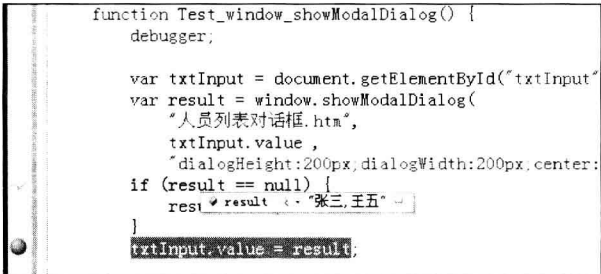 function Test_window_showModalDialog() {
debugger;
var txtInput = document.getElementById("txtInput"
var result = window.showModalDialog(
"人员列表对话框.htm",
txtInput.value ,
"dialogHeight:200px;dialogWidth:200px;center:
if (result == null) {
resu
result "张三,王五"
}
txtInput.value = result;